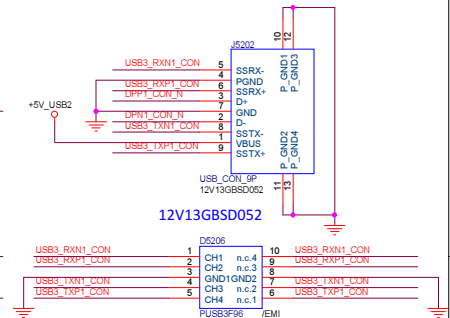 10
12
J5202
P_GND1
P_GND3
USB3_RXN1_CON
5
SSRX-
4
PGND
USB3_RXP1_CON
6
SSRX+
DPP1_CON_N
3
D+
+5V_USB2
7
GND
DPN1_CON_N
2
D-
USB3_TXN1_CON
8
SSTX-
1
VBUS
USB3_TXP1_CON
9
SSTX+
P_GND2
P_GND4
USB_CON_9P
12V13GBSD052
11
13
12V13GBSD052
D5206
USB3_RXN1_CON 1 CH1 n.c.4 10 USB3_RXN1_CON
USB3_RXP1_CON 2 CH2 n.c.3 9 USB3_RXP1_CON
3 GND1GND2 8
USB3_TXN1_CON 4 CH3 n.c.2 7 USB3_TXN1_CON
USB3_TXP1_CON 5 CH4 n.c.1 6 USB3_TXP1_CON
PUSB3F96 /EMI